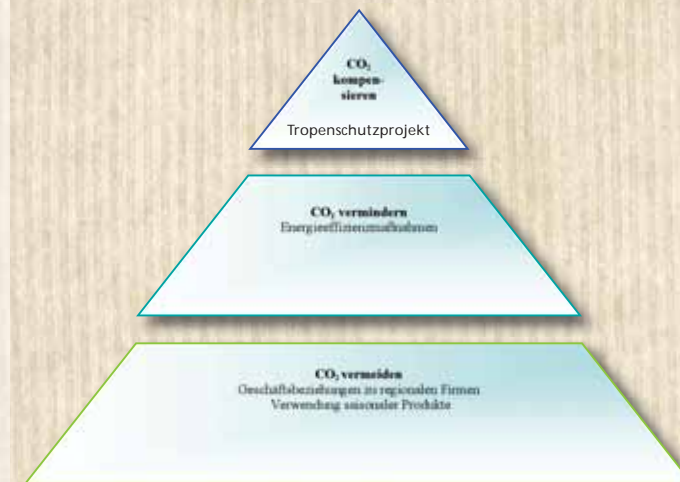 CO₂
kompen-
sieren
Tropenschutzprojekt
CO₂ vermindern
Energieeffizienzmaßnahmen
CO₂ vermeiden
Geschäftsbeziehungen zu regionalen Firmen
Verwendung saisonaler Produkte